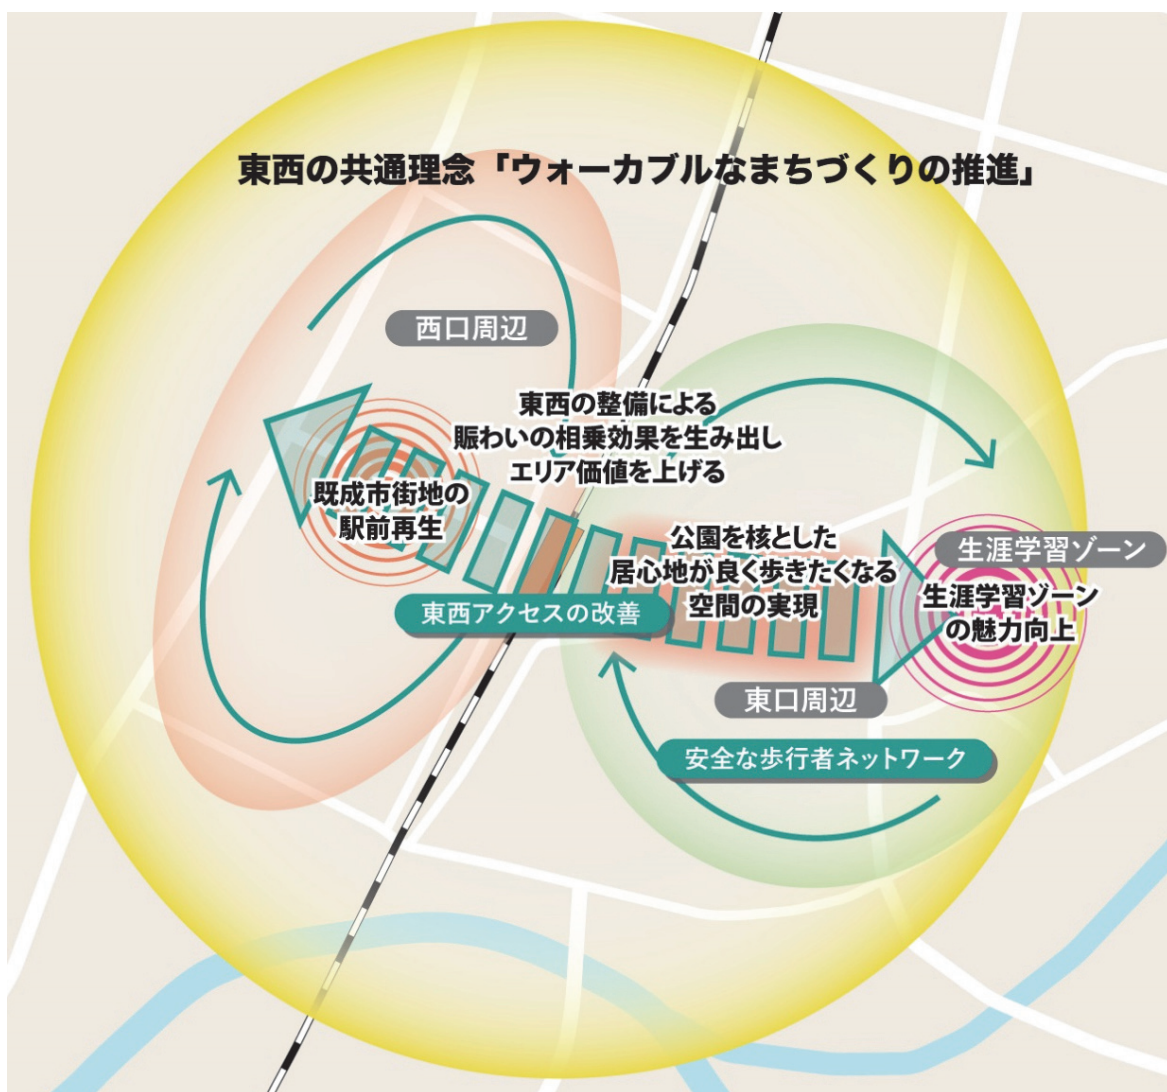 東西の共通理念「ウォーカブルなまちづくりの推進」
西口周辺
東西の整備による
賑わいの相乗効果を生み出し
エリア価値を上げる
既成市街地の
駅前再生
公園を核とした
居心地が良く歩きたくなる
空間の実現
生涯学習ゾーン
生涯学習ゾーン
の魅力向上
東西アクセスの改善
東口周辺
安全な歩行者ネットワーク